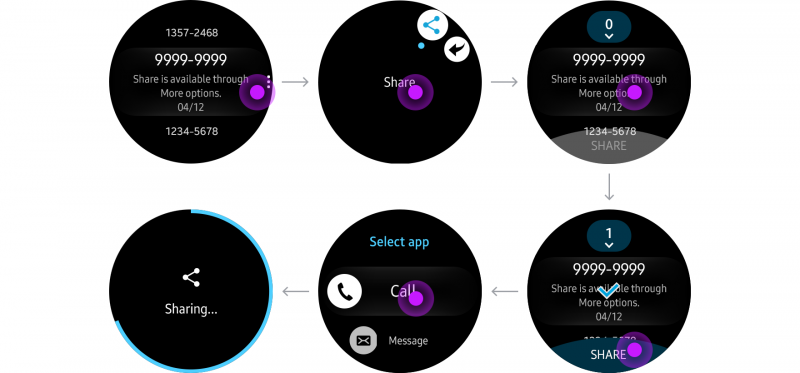 1357-2468
9999-9999
Share is available through
More options.
04/12
1234-5678
Share
0
9999-9999
Share is available through
More options.
04/12
1234-5678
SHARE
1
9999-9999
Share is available through
More options.
04/12
SHARE
Select app
Call
Message
Sharing...